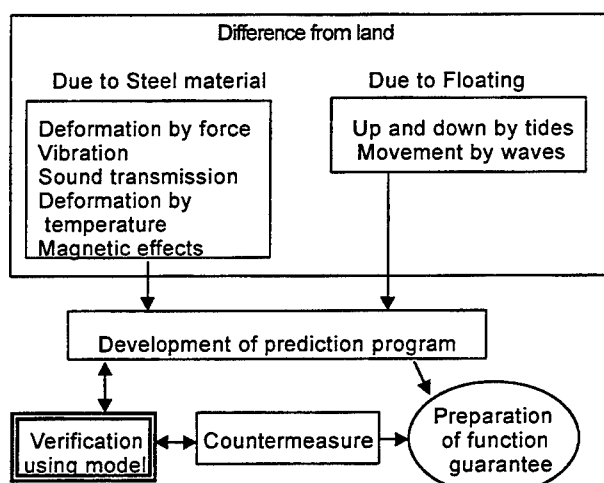 Difference from land
Due to Steel material
Deformation by force
Vibration
Sound transmission
Deformation by
temperature
Magnetic effects
Due to Floating
Up and down by tides
Movement by waves
Development of prediction program
Verification
using model
Countermeasure
Preparation
of function
guarantee